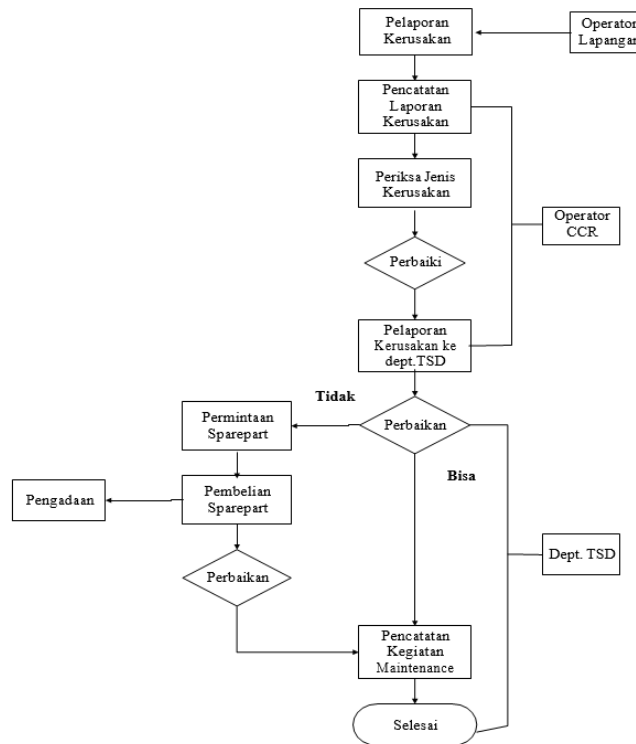 Pelaporan
Kerusakan
Operator
Lapangan
Pencatatan
Laporan
Kerusakan
Periksa Jenis
Kerusakan
Operator
CCR
Perbaiki
Pelaporan
Kerusakan ke
dept.TSD
Tidak
Permintaan
Sparepart
Perbaikan
Bisa
Pengadaan
Pembelian
Sparepart
Dept. TSD
Perbaikan
Pencatatan
Kegiatan
Maintenance
Selesai